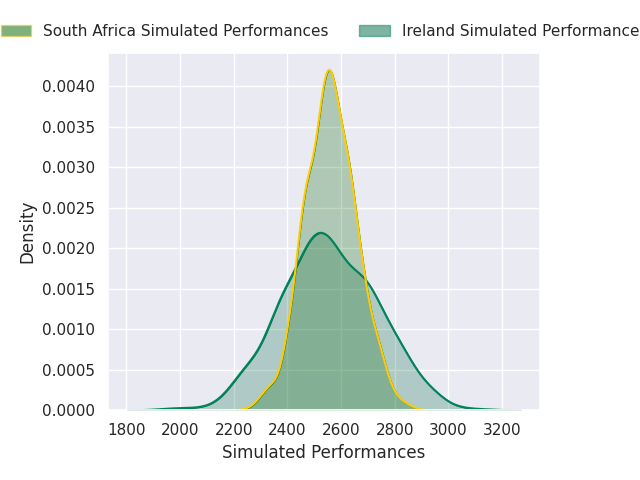 South Africa Simulated Performances
Ireland Simulated Performance
0.0040
0.0035
0.0030
0.0025
0.0020
0.0015
0.0010
0.0005
0.0000
Density
1800 2000 2200 2400 2600 2800 3000 3200
Simulated Performances